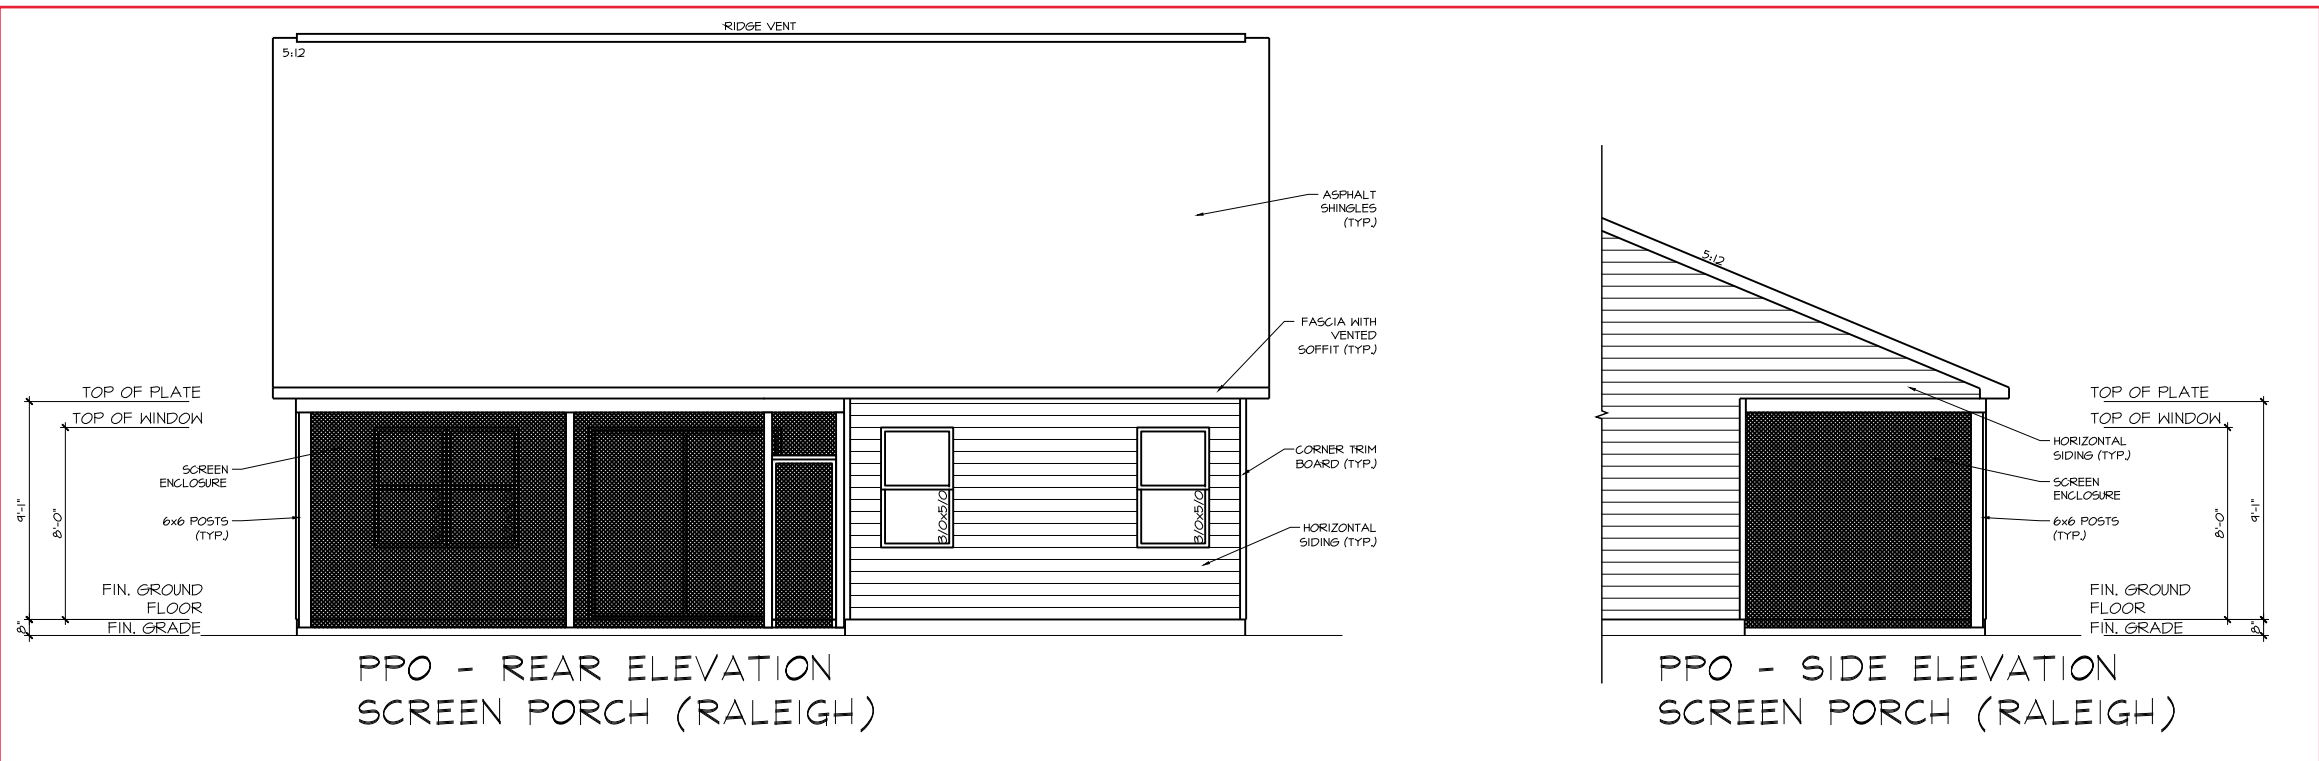 RIDGE VENT
5:12
ASPHALT
SHINGLES
(TYP.)
FASCIA WITH
VENTED
SOFFIT (TYP.)
TOP OF PLATE
TOP OF WINDOW
SCREEN
ENCLOSURE
6x6 POSTS
(TYP.)
9'-1"
8'-0"
FIN. GROUND
FLOOR
FIN. GRADE
8"
3/0x5/0
3/0x5/0
CORNER TRIM
BOARD (TYP.)
HORIZONTAL
SIDING (TYP.)
PPO - REAR ELEVATION
SCREEN PORCH (RALEIGH)
5:12
TOP OF PLATE
TOP OF WINDOW
HORIZONTAL
SIDING (TYP.)
SCREEN
ENCLOSURE
6x6 POSTS
(TYP.)
8'-0"
9'-1"
FIN. GROUND
FLOOR
FIN. GRADE
8"
PPO - SIDE ELEVATION
SCREEN PORCH (RALEIGH)